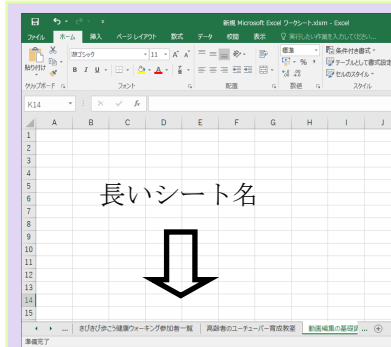 新規 Microsoft Excel ワークシート.xlsm - Excel
ファイル ホーム 挿入 ページレイアウト 数式 データ 校閲 表示 実行したい作業を入力してください...
貼り付け
游ゴシック 11 A A
B I U A
標準
% ,
条件付き書式
テーブルとして書式設定
セルのスタイル
クリップボード フォント 配置 数値 スタイル
K14 fx
A B C D E F G H I J
1
2
3
4
5
6
7
8
9
10
11
12
13
14
15
長いシート名
... きびきび歩こう健康ウォーキング参加者一覧 高齢者のユーチューバー育成教室 動画編集の基礎講 ...
準備完了